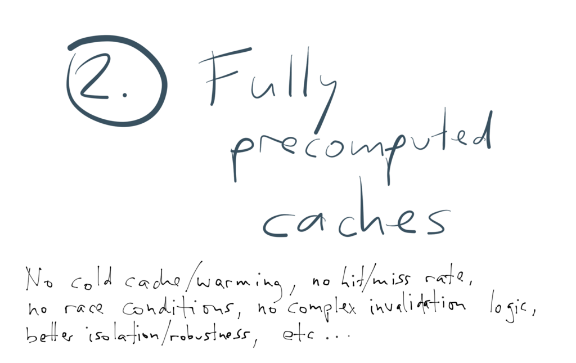 2. Fully
precomputed
caches
No cold cache/warming, no hit/miss rate,
no race conditions, no complex invalidation logic,
better isolation/robustness, etc...